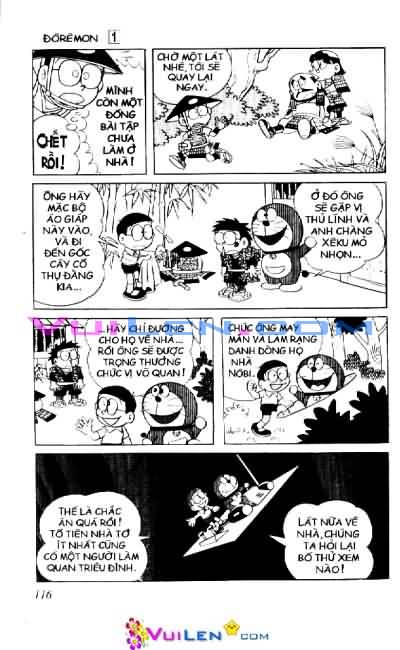 ĐÔRÊMON 1
CHẾT
RỒI!
MÌNH
CÒN MỘT
ĐỐNG
BÀI TẬP
CHƯA
LÀM Ở
NHÀ!
CHỜ MỘT LÁT
NHÉ, TÔI SẼ
QUAY LẠI
NGAY.
ÔNG HÃY
MẶC BỘ
ÁO GIÁP
NÀY VÀO,
VÀ ĐI
ĐẾN GỐC
CÂY CỔ
THỤ ĐẰNG
KIA...
Ở ĐÓ ÔNG
SẼ GẶP VỊ
THỦ LĨNH VÀ
ANH CHÀNG
XÊKU MỎ
NHỌN...
HÃY CHỈ ĐƯỜNG
CHO HỌ VỀ NHÀ...
RỒI ÔNG SẼ ĐƯỢC
TRỌNG THƯỞNG
CHỨC VỊ VÕ QUAN!
CHÚC ÔNG MAY
MẮN VÀ LÀM RẠNG
DANH DÒNG HỌ
NHÀ
NÔBI...
THẾ LÀ CHẮC
ĂN QUÁ RỒI!
TỔ TIÊN NHÀ TỚ
ÍT NHẤT CŨNG
CÓ MỘT NGƯỜI LÀM
QUAN TRIỀU ĐÌNH.
LÁT NỮA VỀ
NHÀ, CHÚNG
TA HỎI LẠI
BỐ THỬ XEM
NÀO!
116
VUILEN.COM
VUILEN.COM